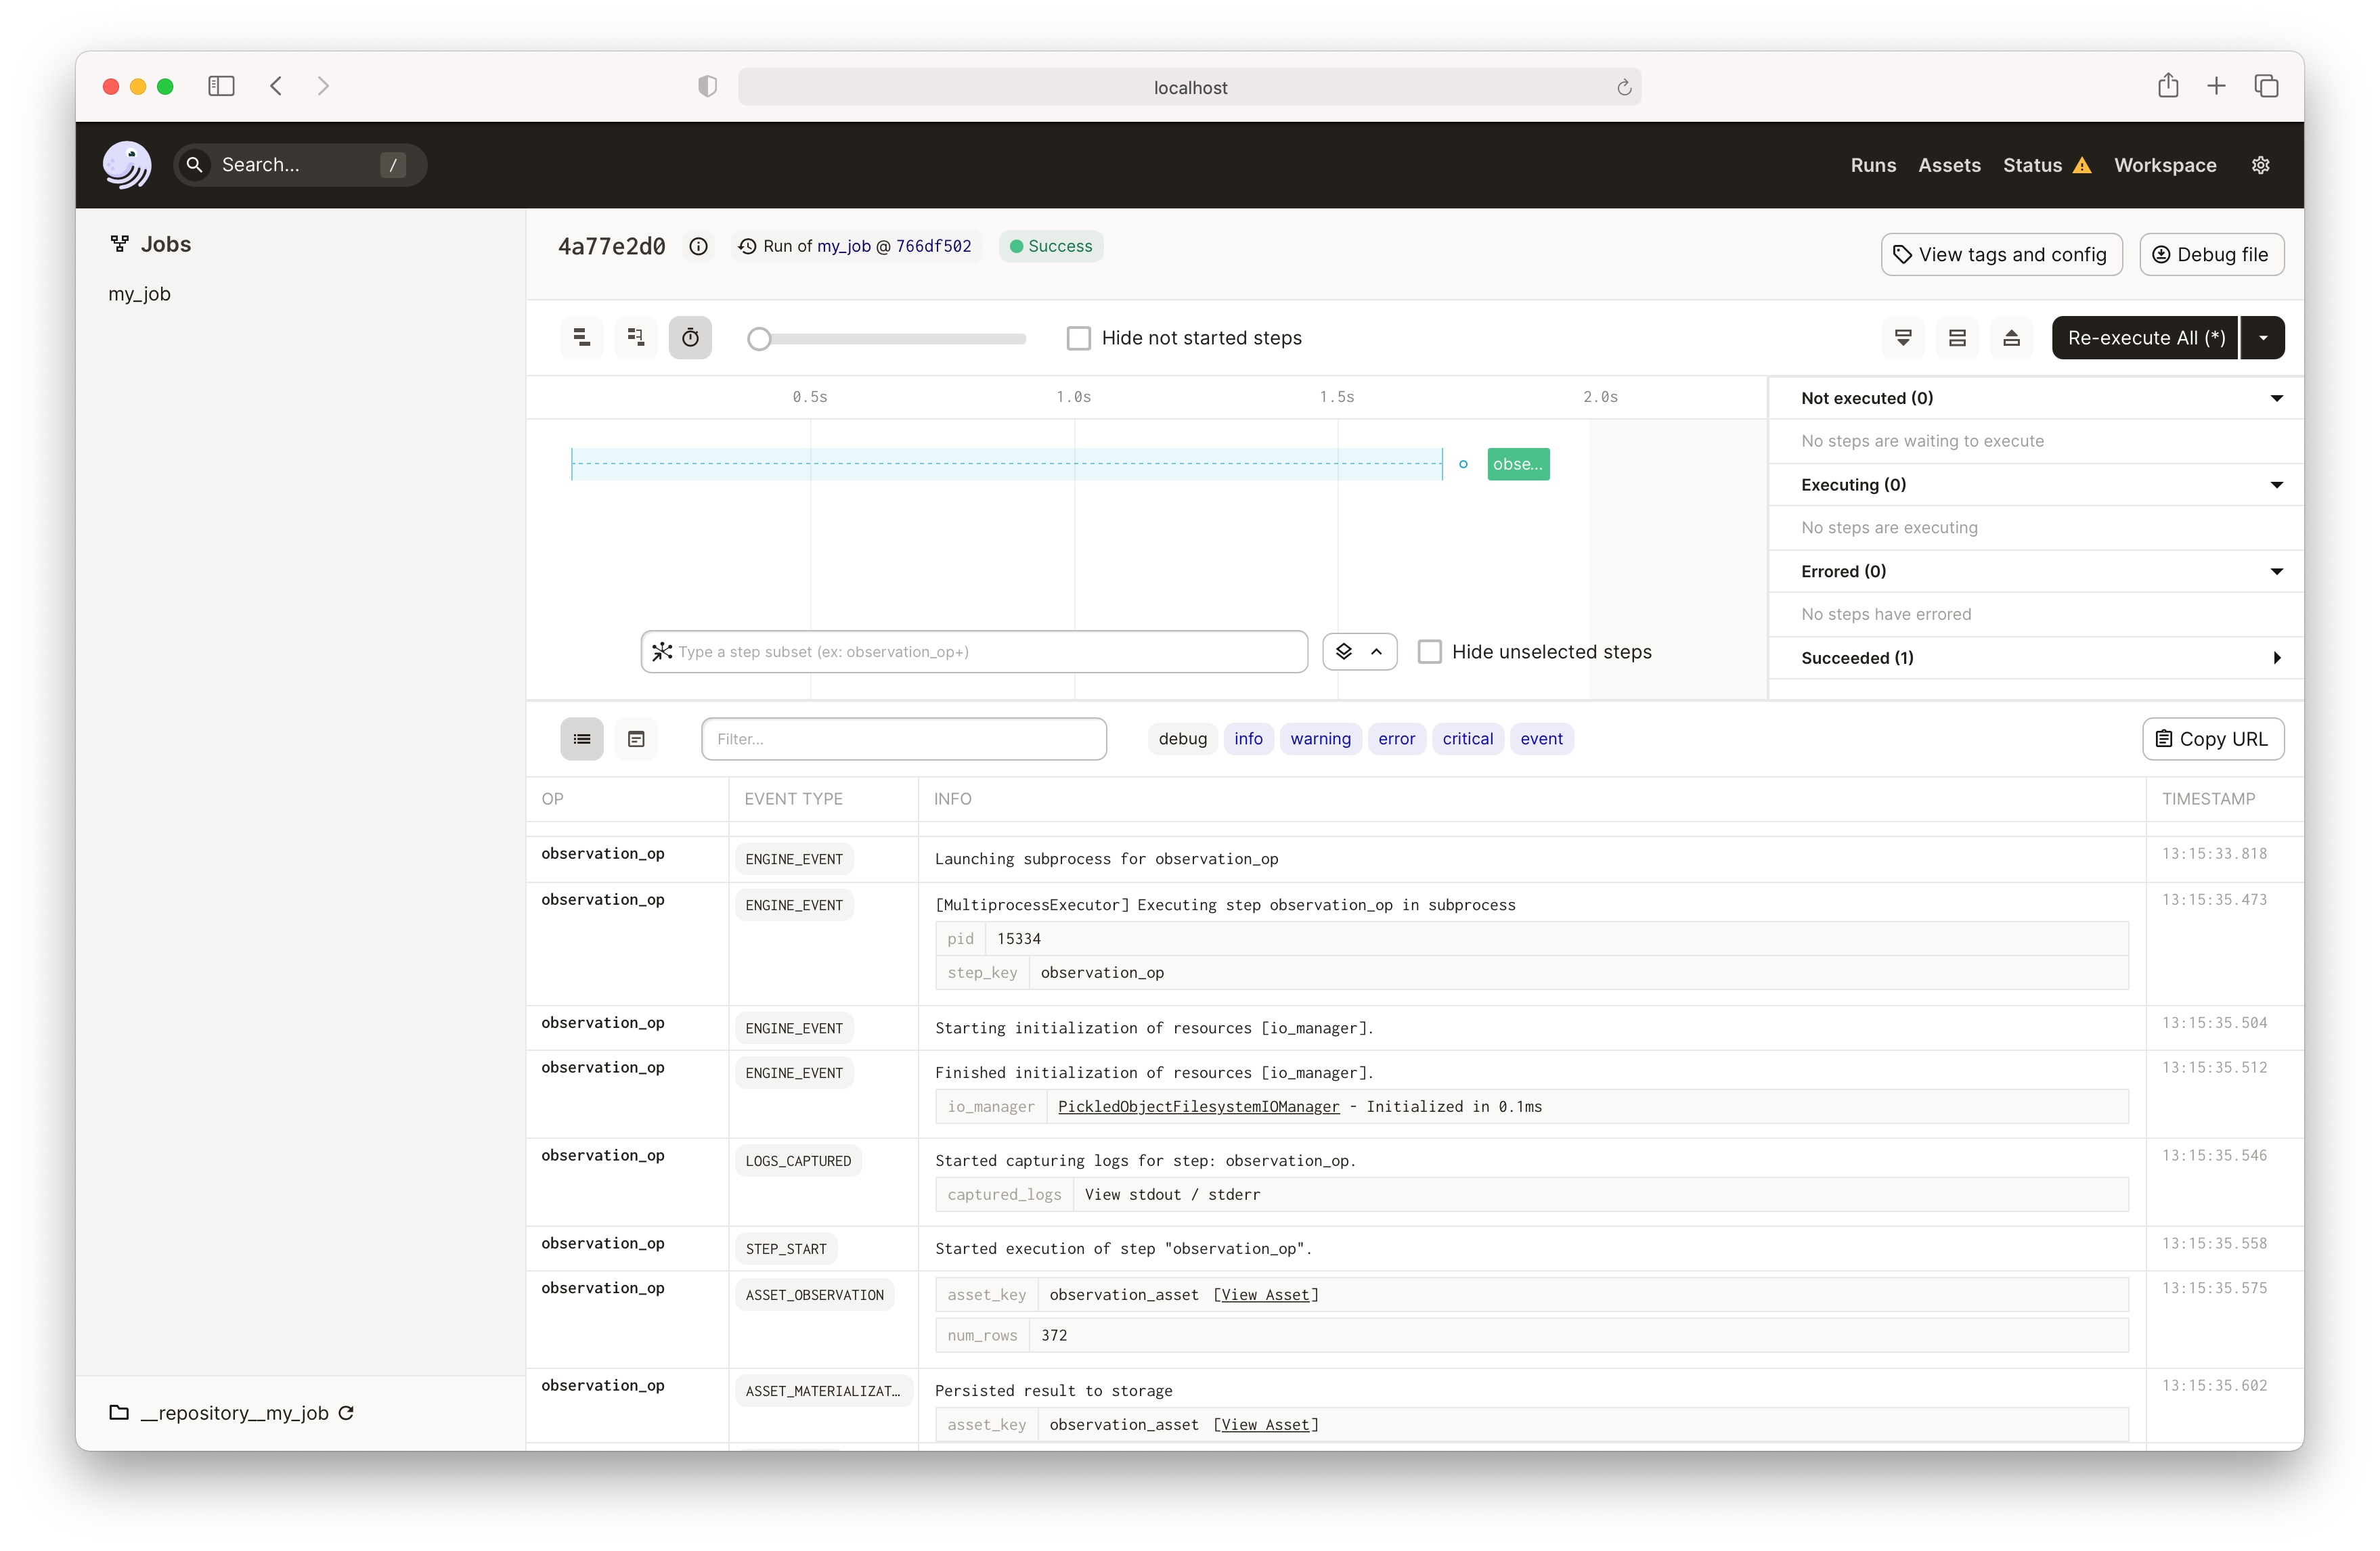 localhost
Search... /
Runs Assets Status Workspace
Jobs
my_job
4a77e2d0 Run of my_job @ 766df502 Success
View tags and config Debug file
Hide not started steps
Re-execute All (*)
0.5s 1.0s 1.5s 2.0s
obse...
Not executed (0)
No steps are waiting to execute
Executing (0)
No steps are executing
Errored (0)
No steps have errored
Succeeded (1)
Type a step subset (ex: observation_op+)
Hide unselected steps
Filter...
debug info warning error critical event
Copy URL
OP EVENT TYPE INFO TIMESTAMP
observation_op ENGINE_EVENT Launching subprocess for observation_op 13:15:33.818
observation_op ENGINE_EVENT [MultiprocessExecutor] Executing step observation_op in subprocess 13:15:35.473
pid 15334
step_key observation_op
observation_op ENGINE_EVENT Starting initialization of resources [io_manager]. 13:15:35.504
observation_op ENGINE_EVENT Finished initialization of resources [io_manager]. 13:15:35.512
io_manager PickledObjectFilesystemIOManager - Initialized in 0.1ms
observation_op LOGS_CAPTURED Started capturing logs for step: observation_op. 13:15:35.546
captured_logs View stdout / stderr
observation_op STEP_START Started execution of step "observation_op". 13:15:35.558
observation_op ASSET_OBSERVATION asset_key observation_asset [View Asset] 13:15:35.575
num_rows 372
observation_op ASSET_MATERIALIZAT… Persisted result to storage 13:15:35.602
asset_key observation_asset [View Asset]
__repository__my_job